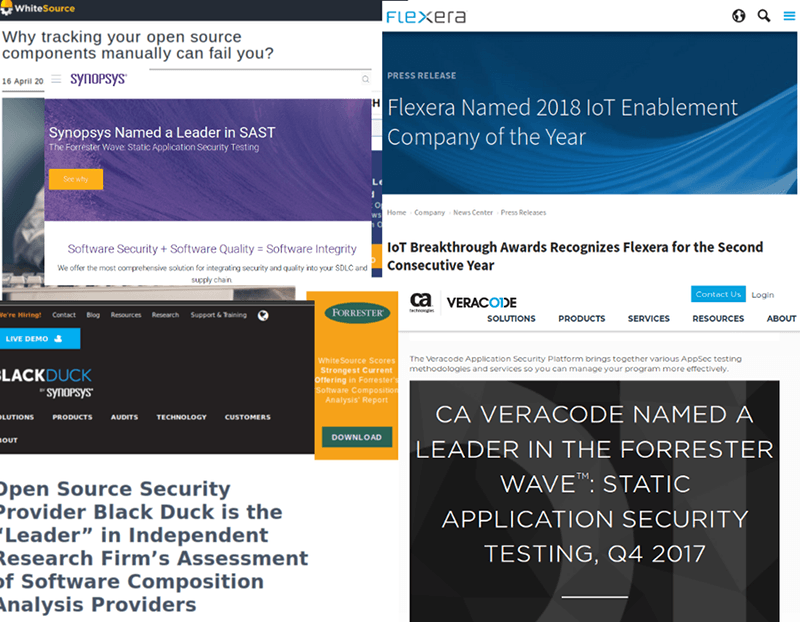 WhiteSource
Why tracking your open source
components manually can fail you?
16 April 20
SYNOPSYS
Synopsys Named a Leader in SAST
The Forrester Wave: Static Application Security Testing
See why
Software Security + Software Quality = Software Integrity
We offer the most comprehensive solution for integrating security and quality into your SDLC and
supply chain.
FLEXERA
PRESS RELEASE
Flexera Named 2018 IoT Enablement
Company of the Year
Home · Company · News Center · Press Releases
IoT Breakthrough Awards Recognizes Flexera for the Second
Consecutive Year
We're Hiring! Contact Blog Resources Research Support & Training
LIVE DEMO
LACKDUCK
BY SYNOPSYS
OLUTIONS PRODUCTS AUDITS TECHNOLOGY CUSTOMERS
BOUT
FORRESTER
WhiteSource Scores
Strongest Current
Offering in Forrester's
Software Composition
Analysis' Report
DOWNLOAD
Open Source Security
Provider Black Duck is the
“Leader” in Independent
Research Firm’s Assessment
of Software Composition
Analysis Providers
ca
technologies
VERACODE
Contact Us Login
SOLUTIONS PRODUCTS SERVICES RESOURCES ABOUT
The Veracode Application Security Platform brings together various AppSec testing
methodologies and services so you can manage your program more effectively.
CA VERACODE NAMED A
LEADER IN THE FORRESTER
WAVE™: STATIC
APPLICATION SECURITY
TESTING, Q4 2017